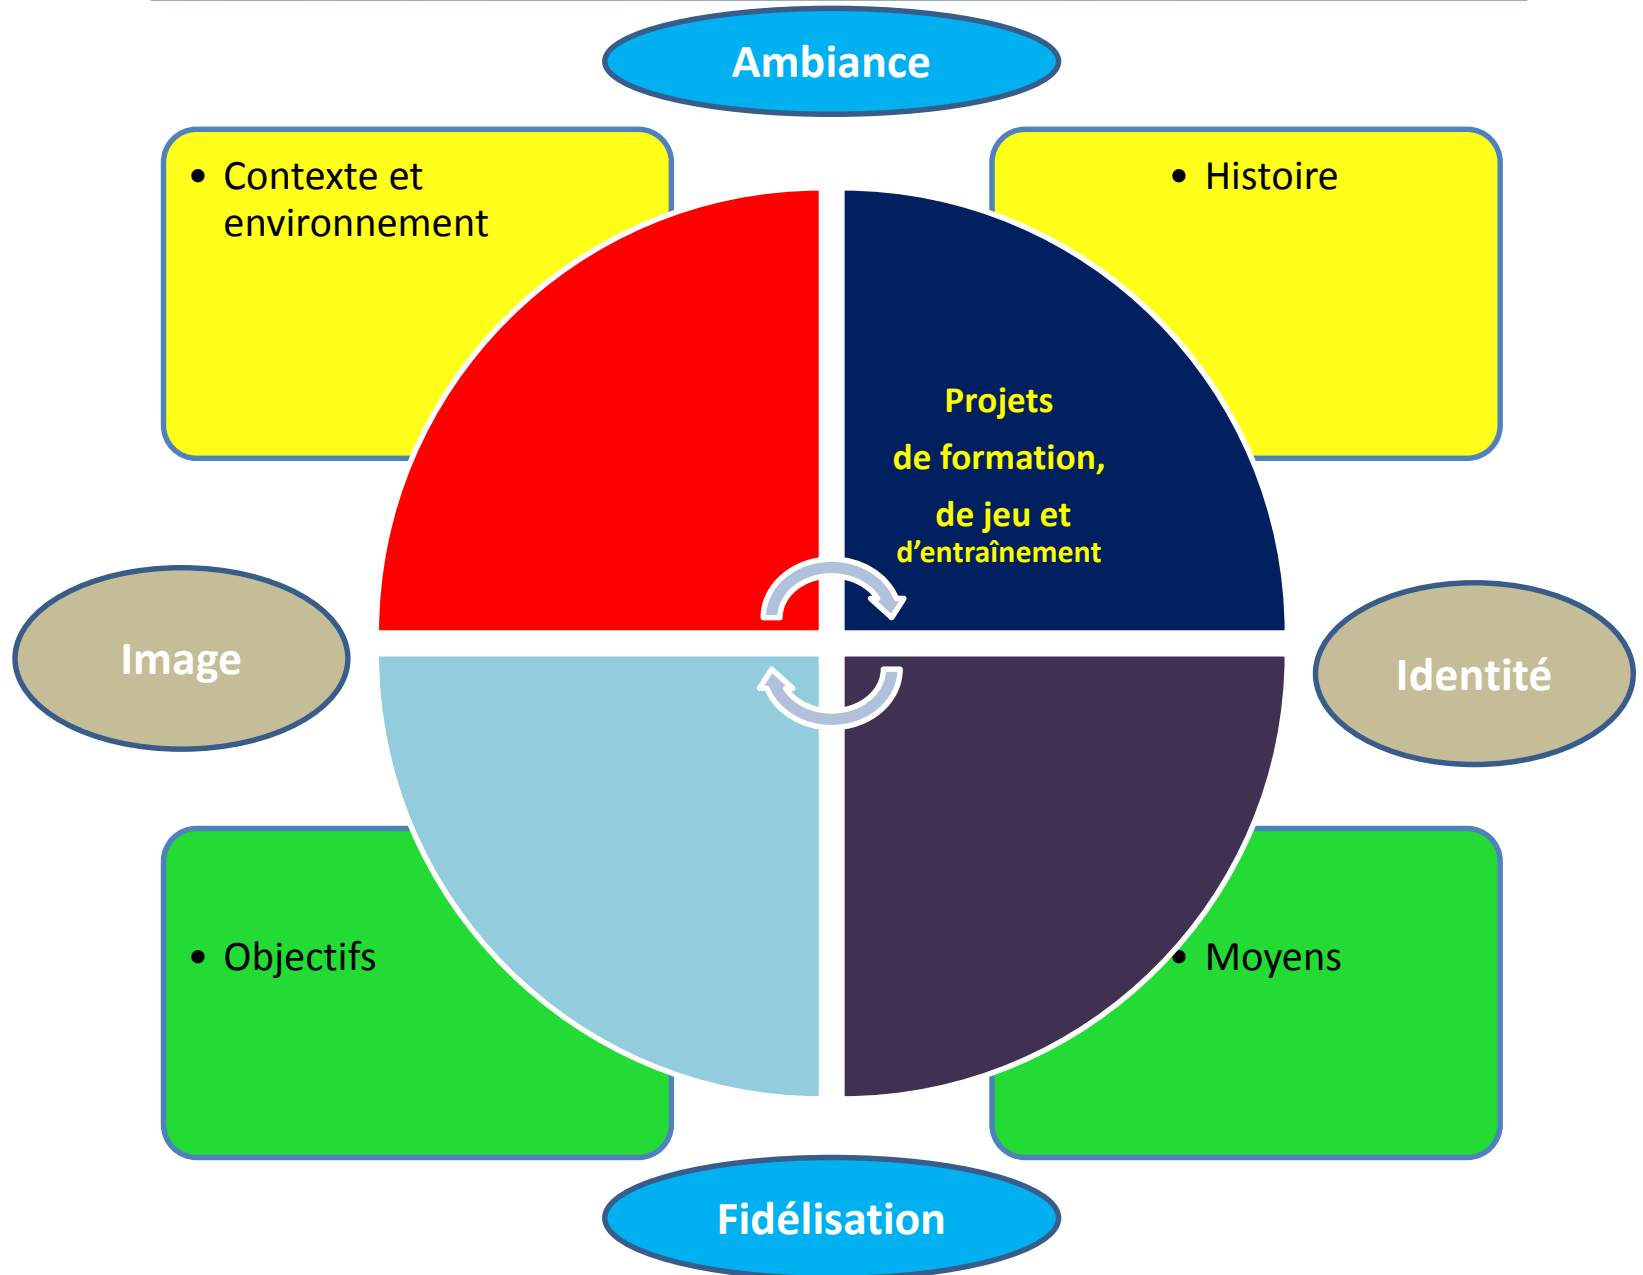 Ambiance
• Contexte et
environnement
• Histoire
Projets
de formation,
de jeu et
d’entraînement
Image
Identité
• Objectifs
• Moyens
Fidélisation